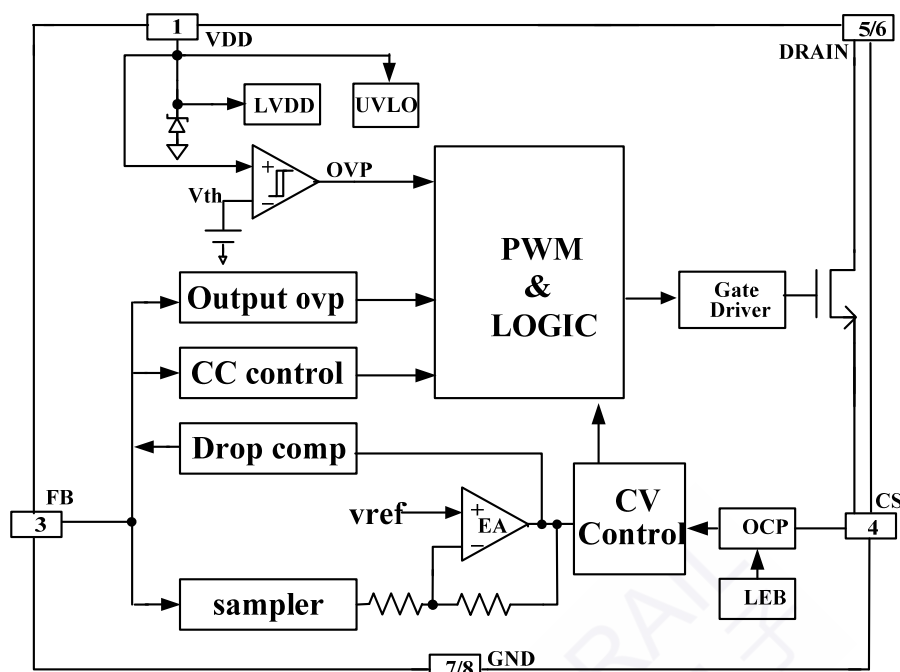 1
VDD
5/6
DRAIN
LVDD
UVLO
+
OVP
Vth
−
PWM
&
LOGIC
Output ovp
Gate
Driver
CC control
Drop comp
FB
3
vref
+
EA
−
CV
Control
OCP
CS
4
sampler
LEB
7/8
GND